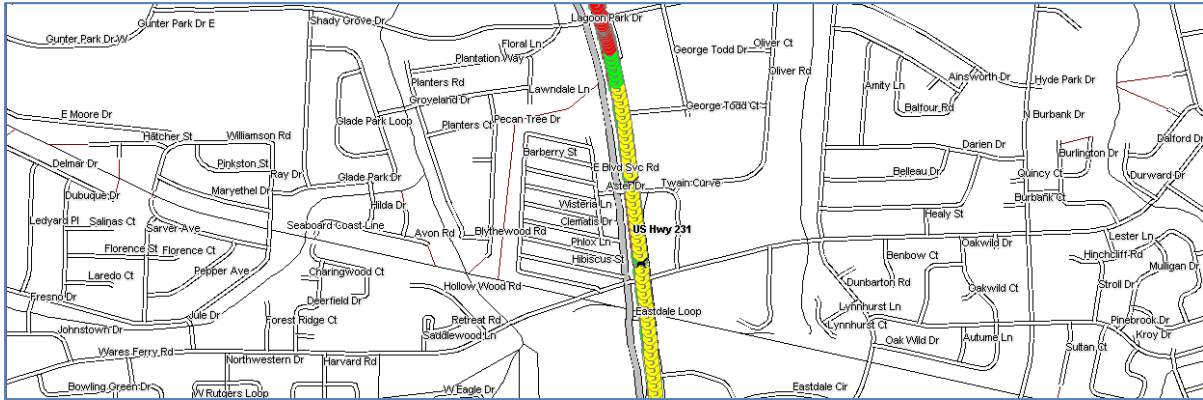 Gunter Park Dr E
Shady Grove Dr
Lagoon Park Dr
Gunter Park Dr W
Floral Ln
George Todd Dr
Oliver Ct
Plantation Way
Oliver Rd
Planters Rd
Ainsworth Dr
Hyde Park Dr
Lawndale Ln
Amity Ln
Groveland Dr
George Todd Ct
Balfour Rd
E Moore Dr
Glade Park Loop
Pecan Tree Dr
N Burbank Dr
Planters Ct
Hatcher St
Williamson Rd
Dalford Dr
Darien Dr
Barberry St
Burlington Dr
Delmar Dr
Pinkston St
E Blvd Svc Rd
Ray Dr
Glade Park Dr
Belleau Dr
Quincy Ct
Durward Dr
Twain Curve
Aster Dr
Maryethel Dr
Dubuque Dr
Burbank Ct
Hilda Dr
Wisteria Ln
Healy St
Ledyard Pl
Salinas Ct
Seaboard Coast Line
Clematis Dr
Sarver Ave
Avon Rd
Blythewood Rd
US Hwy 231
Lester Ln
Phlox Ln
Oakwild Dr
Florence St
Florence Ct
Benbow Ct
Hinchcliff Rd
Hibiscus St
Pepper Ave
Charingwood Ct
Mulligan Dr
Laredo Ct
Dunbarton Rd
Stroll Dr
Hollow Wood Rd
Oakwild Ct
Fresno Dr
Deerfield Dr
Lynnhurst Ln
Jule Dr
Eastdale Loop
Forest Ridge Ct
Retreat Rd
Pinebrook Dr
Lynnhurst Ct
Johnstown Dr
Saddlewood Ln
Kroy Dr
Oak Wild Dr
Autume Ln
Sultan Ct
Wares Ferry Rd
Northwestern Dr
Harvard Rd
Bowling Green Dr
W Rutgers Loop
W Eagle Dr
Eastdale Cir